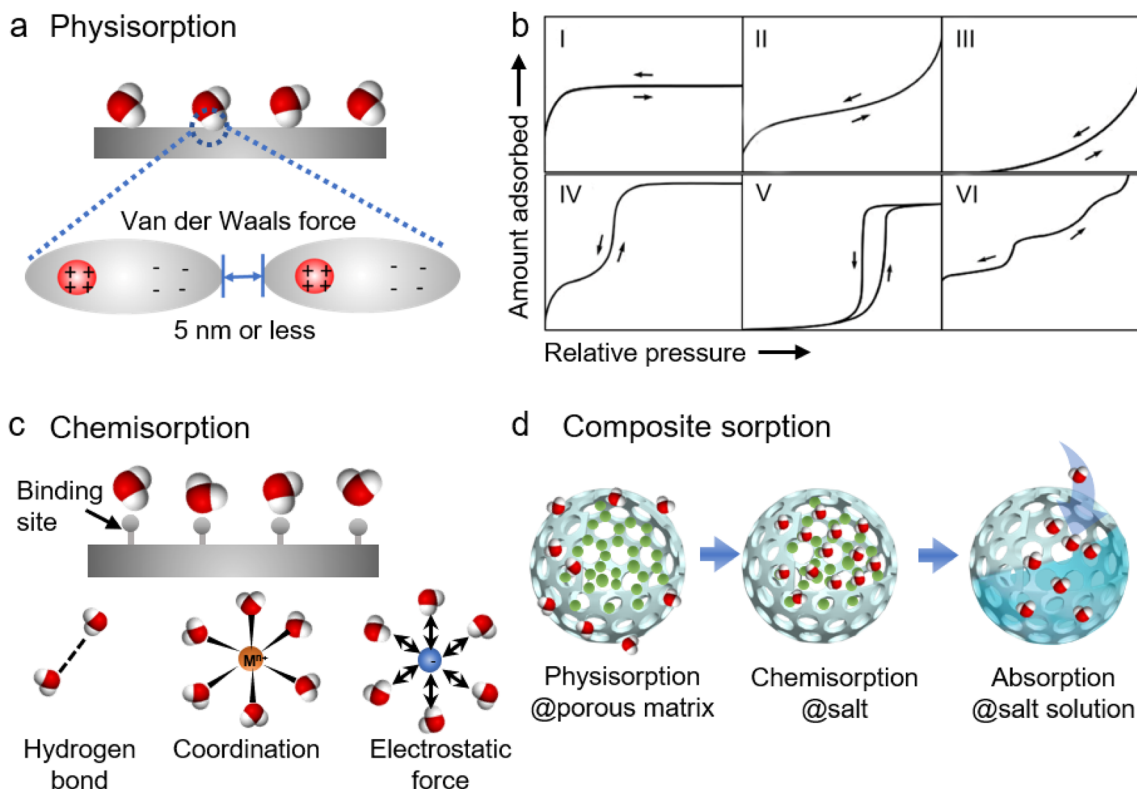 a Physisorption
Van der Waals force
++
++
- -
- -
++
++
- -
- -
5 nm or less
b
Amount adsorbed
I
II
III
IV
V
VI
Relative pressure
c Chemisorption
Binding
site
Mⁿ⁺
-
Hydrogen
bond
Coordination
Electrostatic
force
d Composite sorption
Physisorption
@porous matrix
Chemisorption
@salt
Absorption
@salt solution